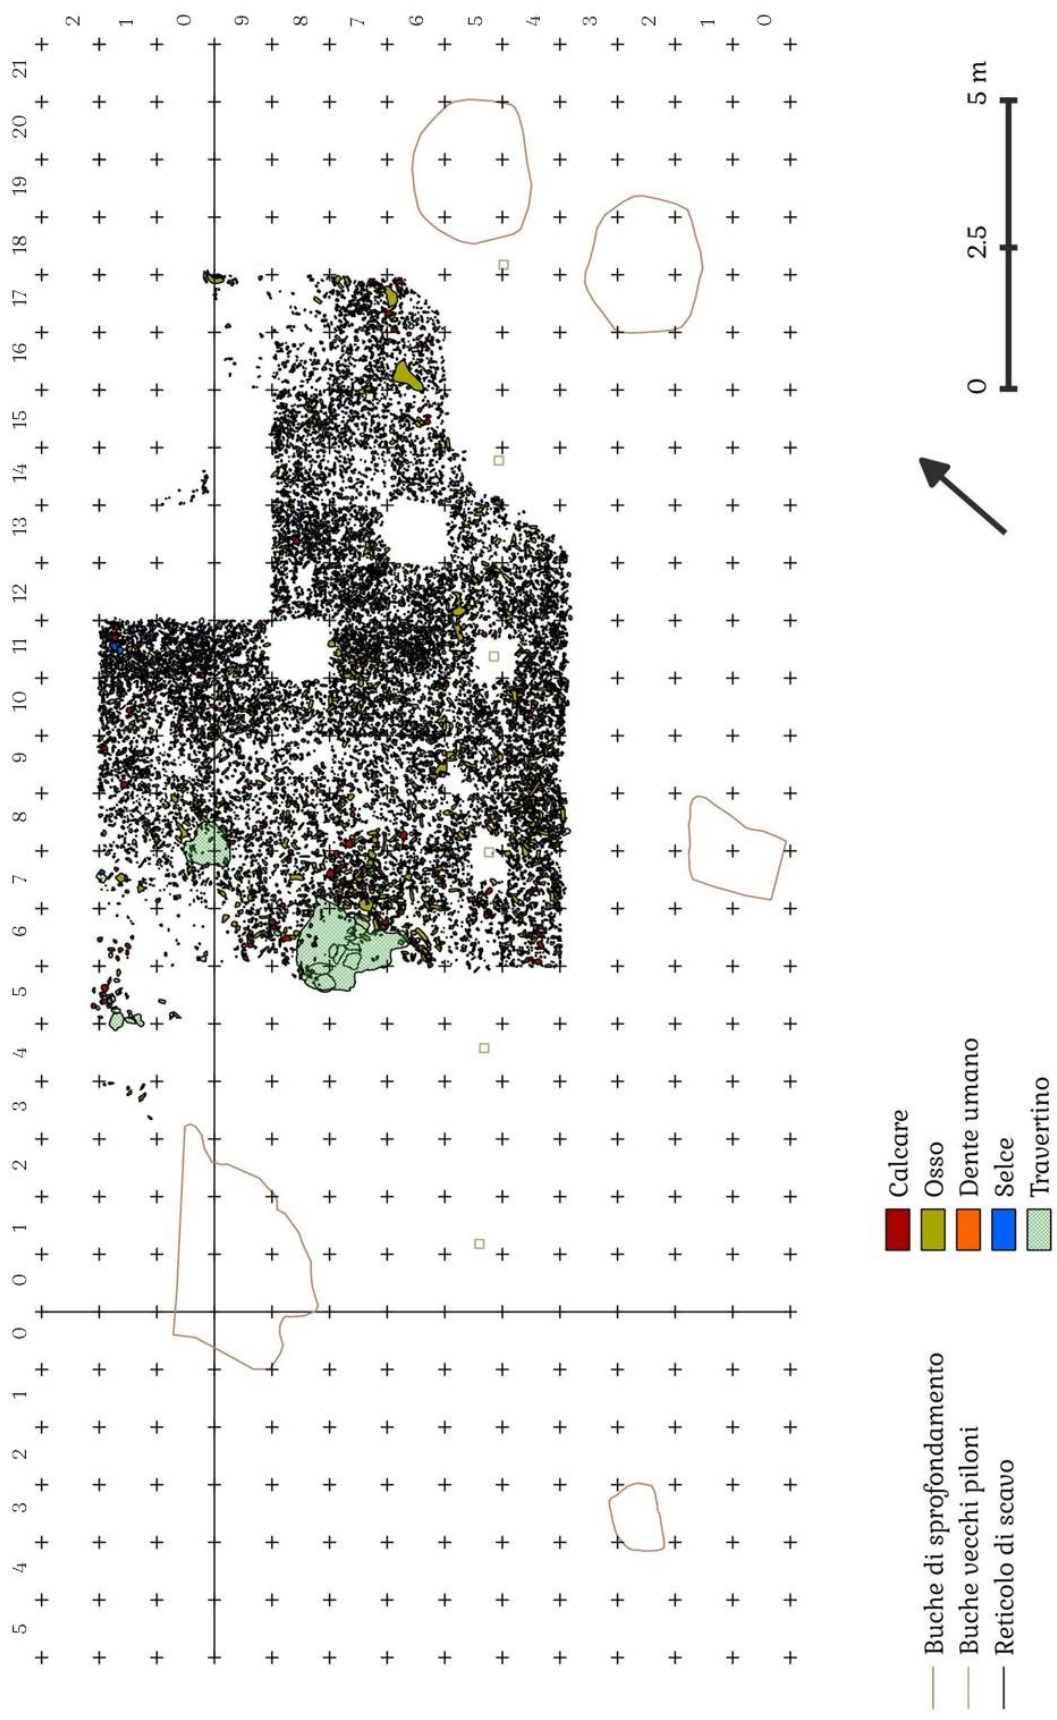 2 1 0 9 8 7 6 5 4 3 2 1 0
21
20
19
18
17
16
15
14
13
12
11
10
9
8
7
6
5
4
3
2
1
0
0
1
2
3
4
5
0 2.5 5 m
Calcare
Osso
Dente umano
Selce
Travertino
Buche di sprofondamento
Buche vecchi piloni
Reticolo di scavo